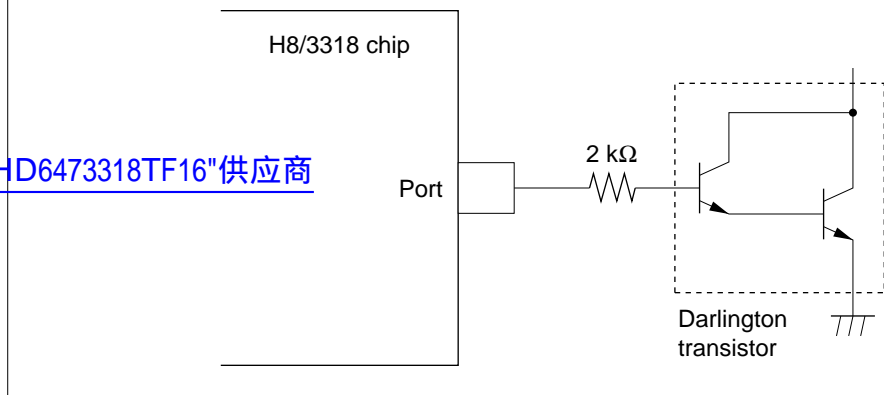 H8/3318 chip
HD6473318TF16"供应商
2 kΩ
Port
Darlington
transistor